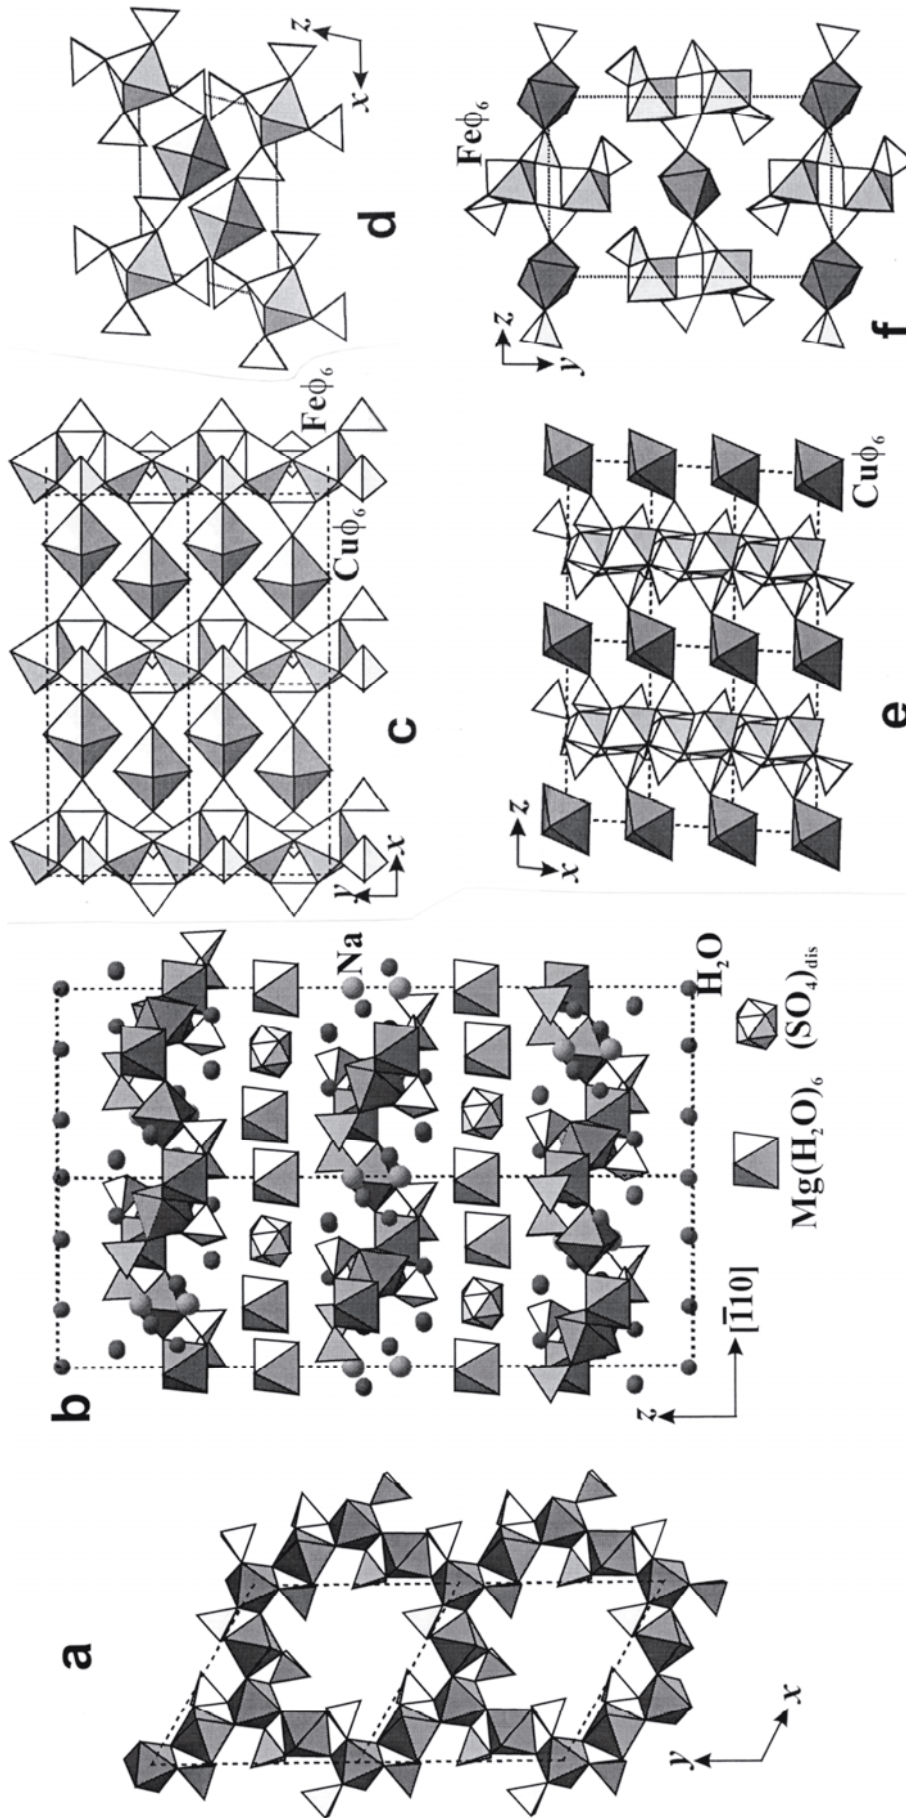 a
y
x
b
z
[1̄10]
Na
H₂O
Mg(H₂O)₆
(SO₄)dis
c
y
x
Cuϕ₆
Feϕ₆
d
z
x
e
z
x
Cuϕ₆
f
z
y
Feϕ₆